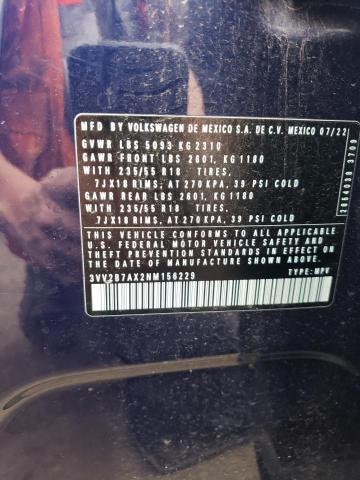 MFD BY VOLKSWAGEN DE MEXICO S.A. DE C.V. MEXICO 07/22
GVWR LBS 5093 KG 2310
GAWR FRONT LBS 2601, KG 1180
WITH 235/55 R18 TIRES,
7JX18 RIMS, AT 270 KPA, 39 PSI COLD
GAWR REAR LBS 2601, KG 1180
WITH 235/55 R18 TIRES,
7JX18 RIMS, AT 270 KPA, 39 PSI COLD
THIS VEHICLE CONFORMS TO ALL APPLICABLE
U.S. FEDERAL MOTOR VEHICLE SAFETY AND
THEFT PREVENTION STANDARDS IN EFFECT
ON THE DATE OF MANUFACTURE SHOWN ABOVE.
3VV2B7AX2NM156229 TYPE: MPV